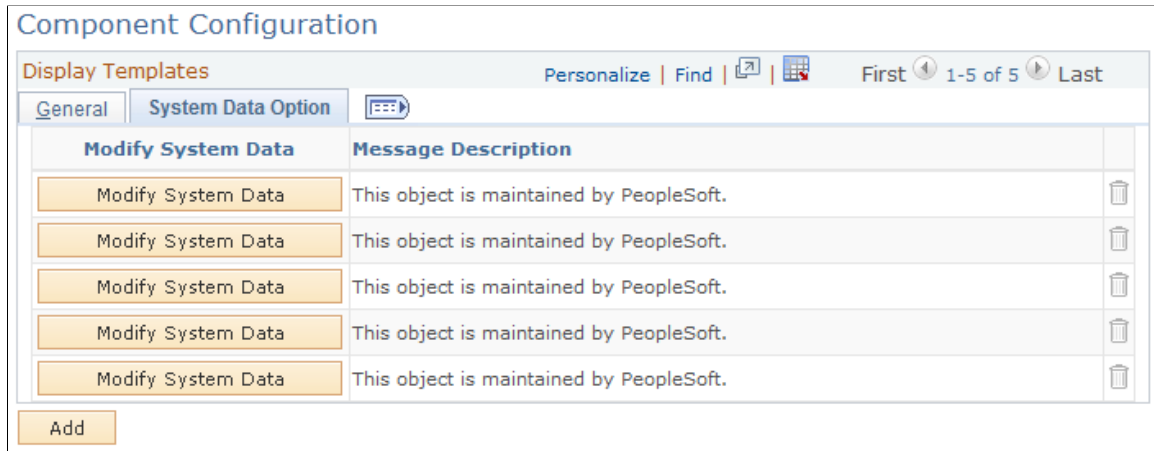 Component Configuration
Display Templates Personalize | Find | | First 1-5 of 5 Last
General System Data Option
Modify System Data Message Description
Modify System Data This object is maintained by PeopleSoft.
Modify System Data This object is maintained by PeopleSoft.
Modify System Data This object is maintained by PeopleSoft.
Modify System Data This object is maintained by PeopleSoft.
Modify System Data This object is maintained by PeopleSoft.
Add